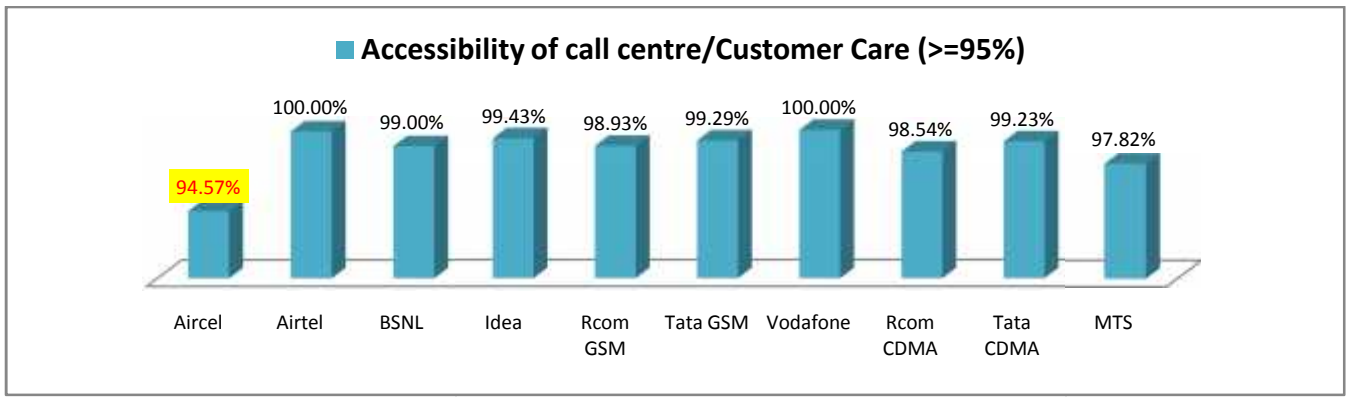 Accessibility of call centre/Customer Care (>=95%)
94.57%
100.00%
99.00%
99.43%
98.93%
99.29%
100.00%
98.54%
99.23%
97.82%
Aircel
Airtel
BSNL
Idea
Rcom
GSM
Tata GSM
Vodafone
Rcom
CDMA
Tata
CDMA
MTS